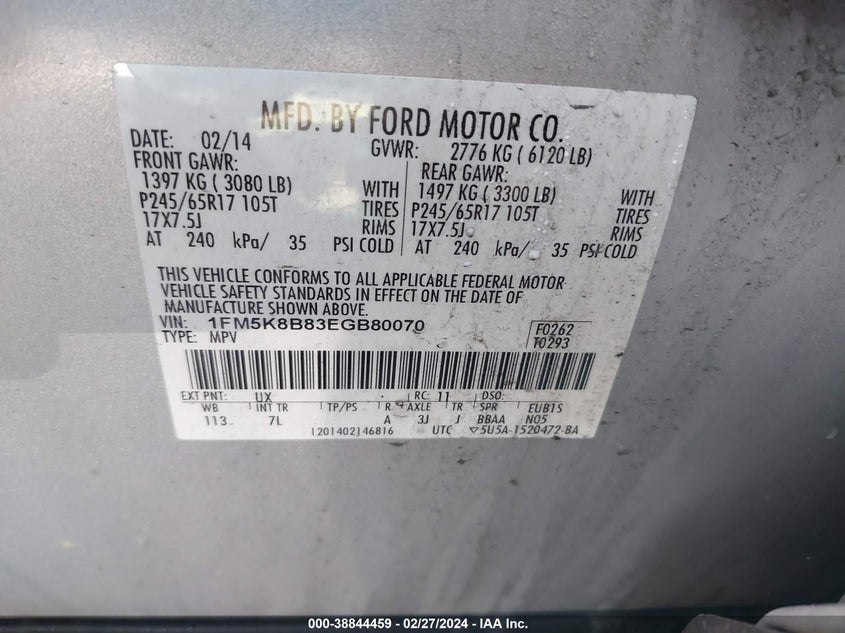 MFD. BY FORD MOTOR CO.
DATE: 02/14 GVWR: 2776 KG ( 6120 LB)
FRONT GAWR: REAR GAWR:
1397 KG ( 3080 LB) WITH 1497 KG ( 3300 LB) WITH
P245/65R17 105T TIRES P245/65R17 105T TIRES
17X7.5J RIMS 17X7.5J RIMS
AT 240 kPa/ 35 PSI COLD AT 240 kPa/ 35 PSI COLD
THIS VEHICLE CONFORMS TO ALL APPLICABLE FEDERAL MOTOR
VEHICLE SAFETY STANDARDS IN EFFECT ON THE DATE OF
MANUFACTURE SHOWN ABOVE.
VIN: 1FM5K8B83EGB80070 F0262
TYPE: MPV T0293
EXT PNT: UX RC: 11 DSO:
WB INT TR TP/PS R AXLE TR SPR EUB1S
113 7L A 3J J BBAA N05
1201402146816 UTC ▽5U5A-1520472-BA
000-38844459 - 02/27/2024 - IAA Inc.